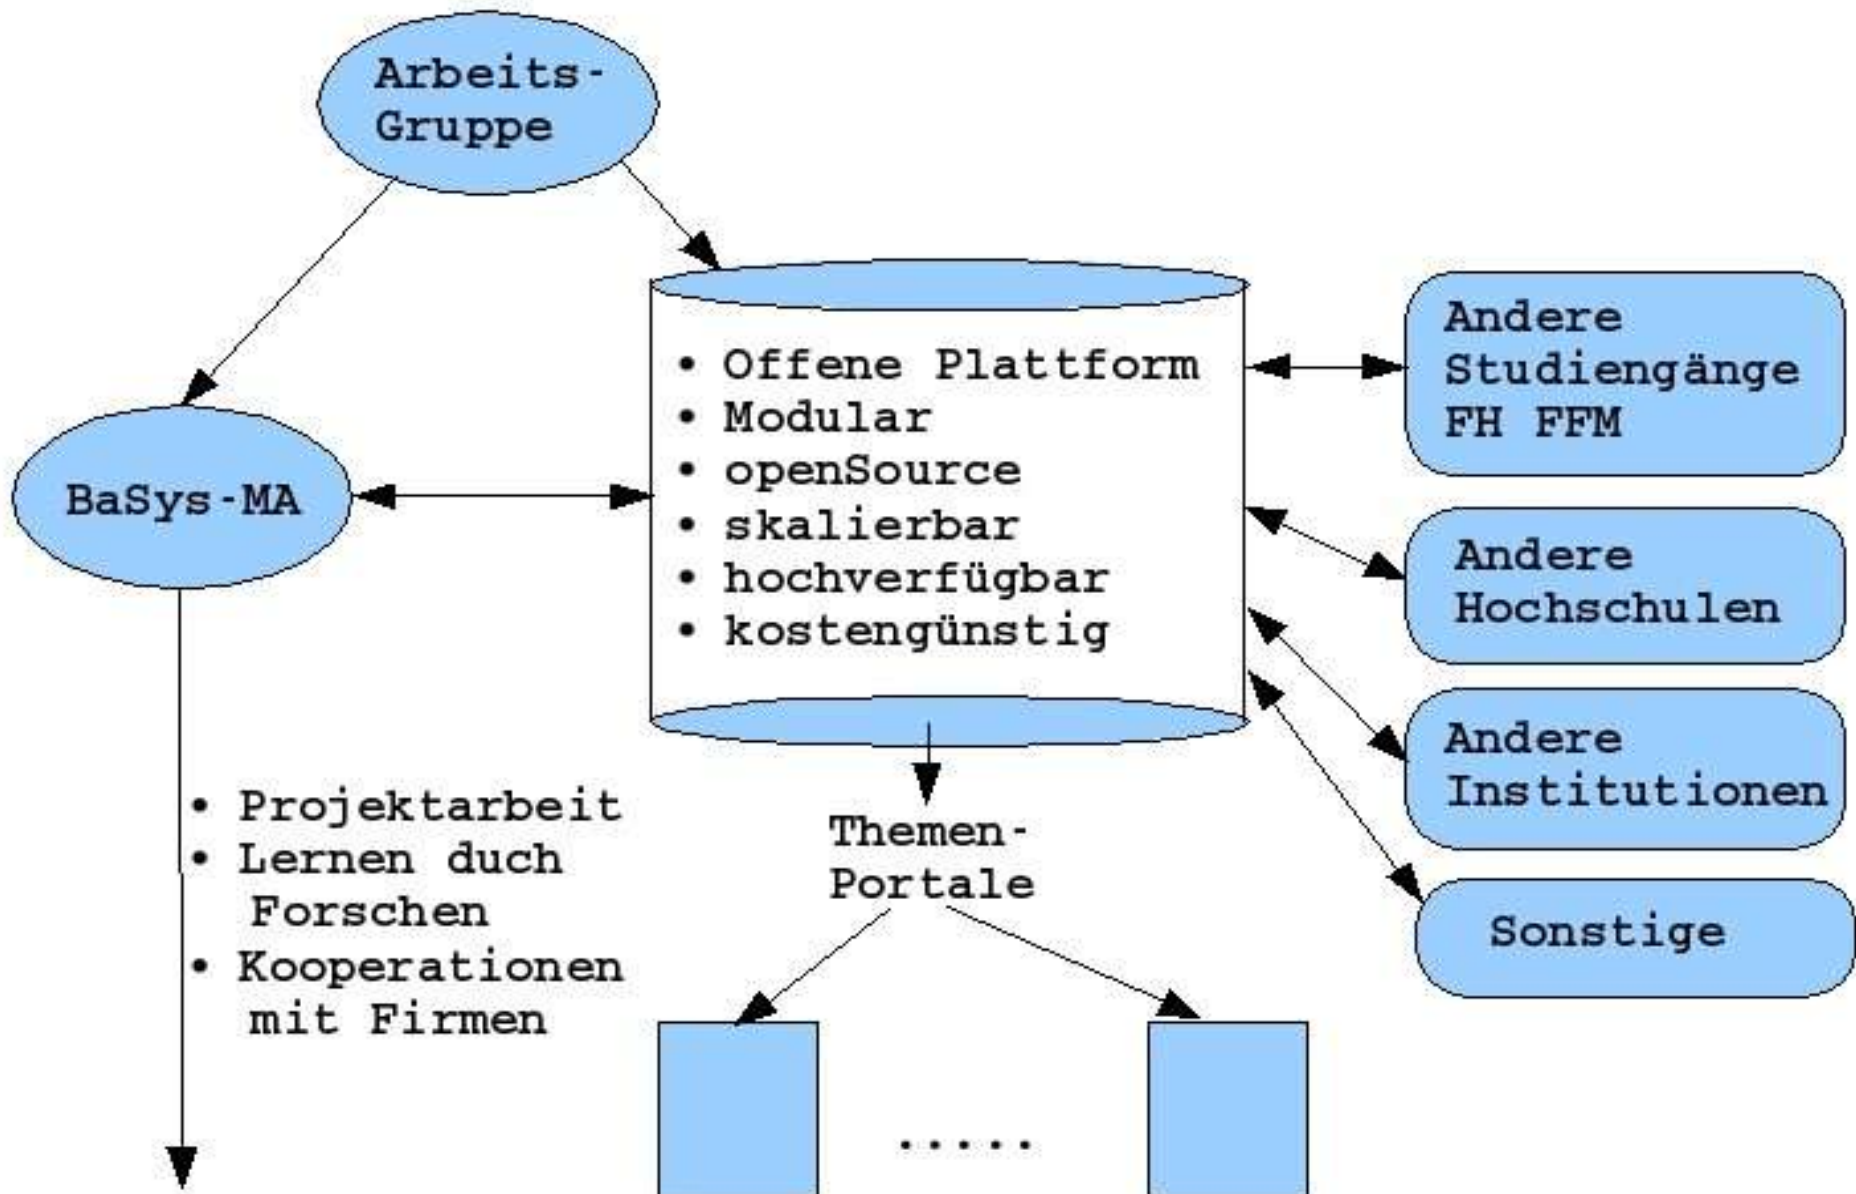 Arbeits-
Gruppe
• Offene Plattform
• Modular
• openSource
• skalierbar
• hochverfügbar
• kostengünstig
Andere
Studiengänge
FH FFM
BaSys-MA
Andere
Hochschulen
Andere
Institutionen
Sonstige
• Projektarbeit
• Lernen duch
Forschen
• Kooperationen
mit Firmen
Themen-
Portale
.....